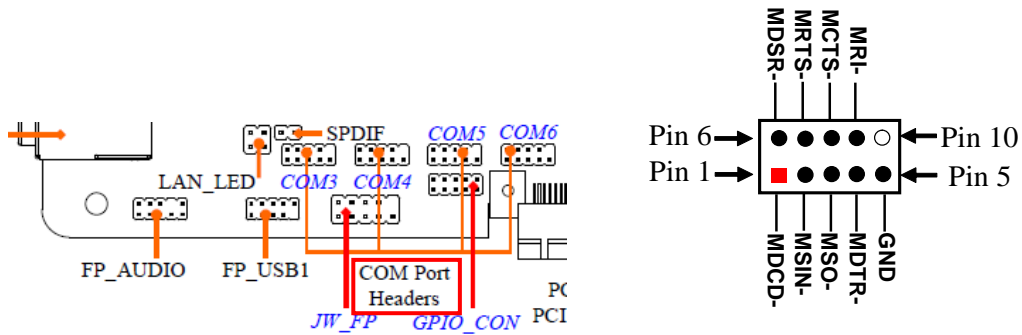 SPDIF
COM5
COM6
LAN_LED
COM3
COM4
FP_AUDIO
FP_USB1
COM Port
Headers
JW_FP
GPIO_CON
PC
PCI
MDSR-
MRTS-
MCTS-
MRI-
Pin 6
Pin 10
Pin 1
Pin 5
MDCD-
MSIN-
MSO-
MDTR-
GND